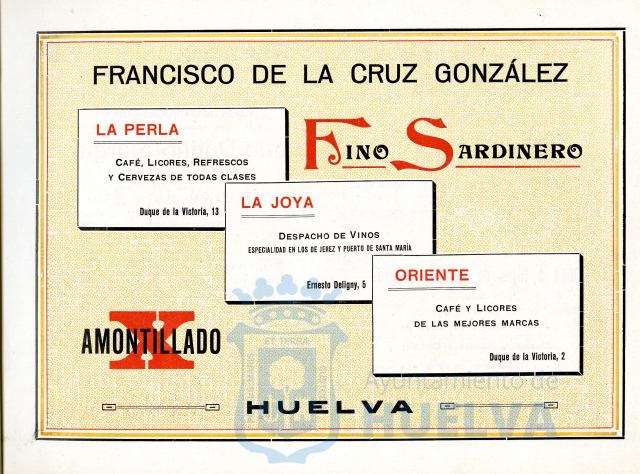 FRANCISCO DE LA CRUZ GONZÁLEZ
LA PERLA
CAFÉ, LICORES, REFRESCOS
Y CERVEZAS DE TODAS CLASES
Duque de la Victoria, 13
FINO SARDINERO
LA JOYA
DESPACHO DE VINOS
ESPECIALIDAD EN LOS DE JEREZ Y PUERTO DE SANTA MARÍA
Ernesto Deligny, 5
ORIENTE
CAFÉ Y LICORES
DE LAS MEJORES MARCAS
Duque de la Victoria, 2
X
AMONTILLADO
HUELVA
ET TERRÆ
Ayuntamiento de
HUELVA